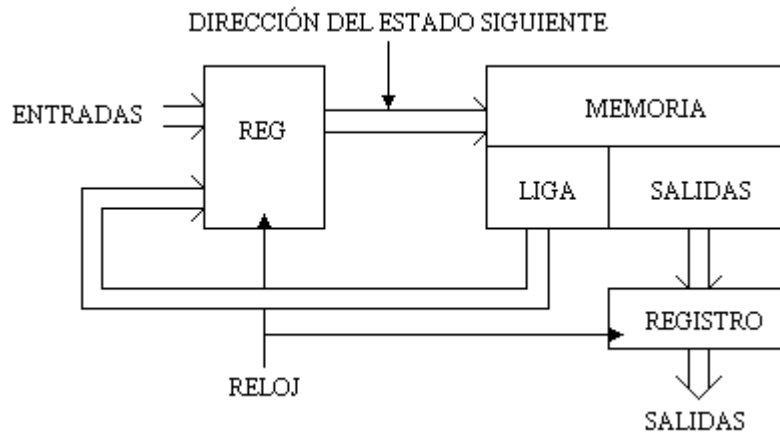 DIRECCIÓN DEL ESTADO SIGUIENTE
ENTRADAS
REG
MEMORIA
LIGA
SALIDAS
REGISTRO
RELOJ
SALIDAS